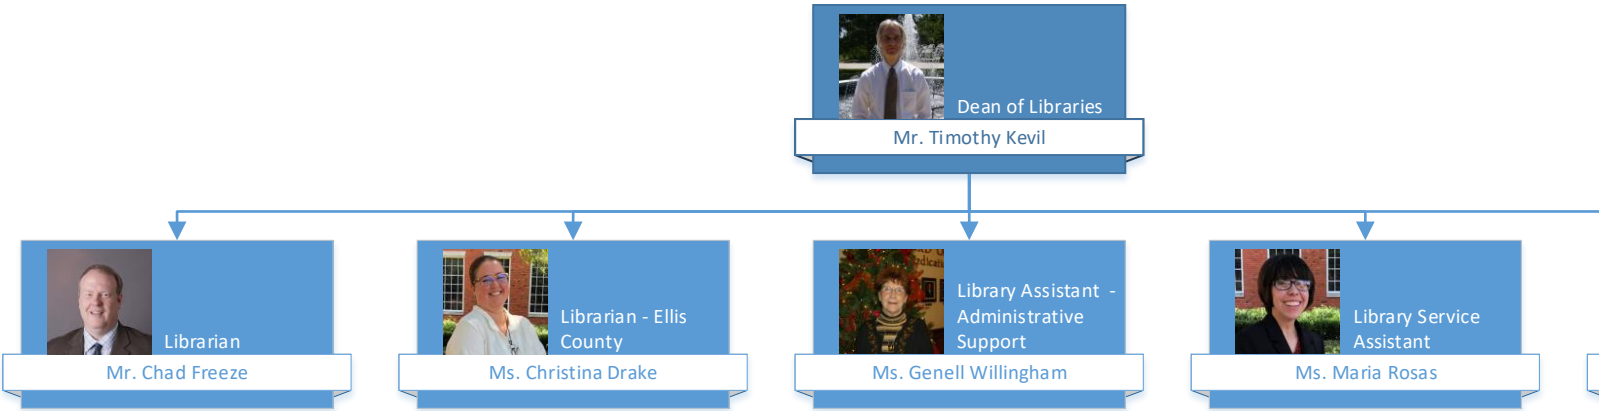 Dean of Libraries
Mr. Timothy Kevil
Librarian
Mr. Chad Freeze
Librarian - Ellis
County
Ms. Christina Drake
Library Assistant -
Administrative
Support
Ms. Genell Willingham
Library Service
Assistant
Ms. Maria Rosas